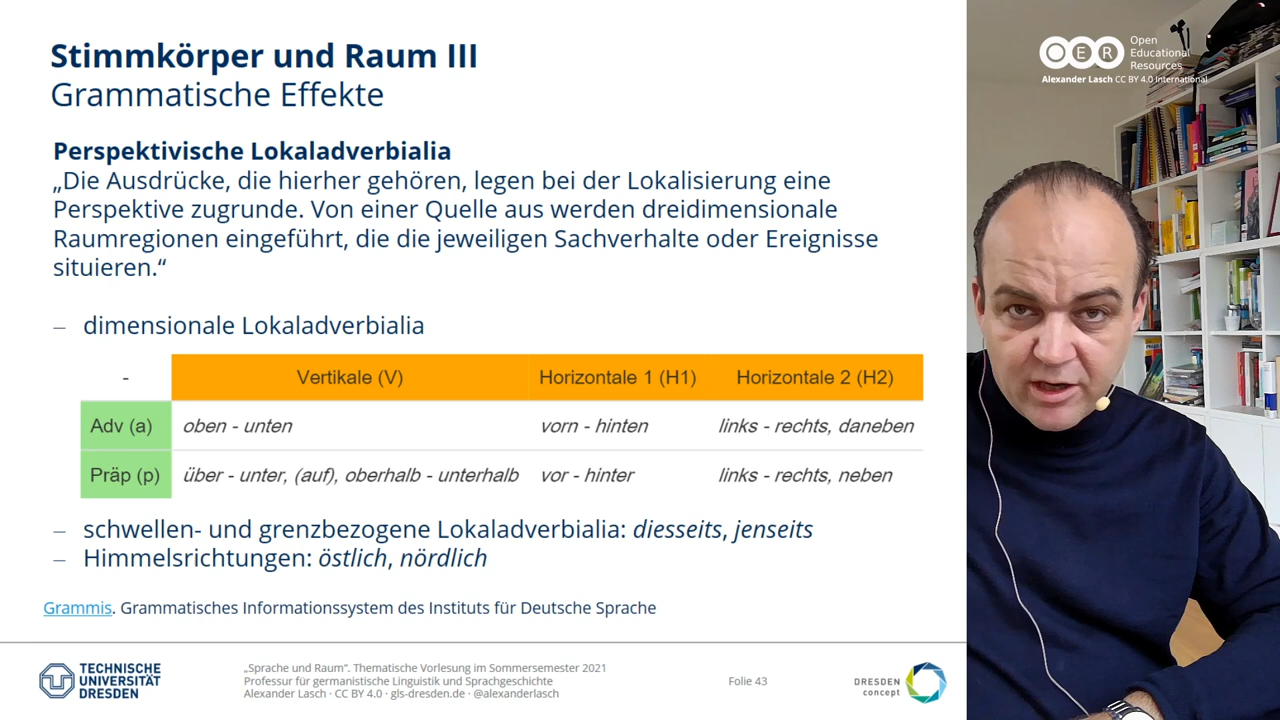 Stimmkörper und Raum III
Grammatische Effekte
Perspektivische Lokaladverbialia
„Die Ausdrücke, die hierher gehören, legen bei der Lokalisierung eine
Perspektive zugrunde. Von einer Quelle aus werden dreidimensionale
Raumregionen eingeführt, die die jeweiligen Sachverhalte oder Ereignisse
situieren.“
– dimensionale Lokaladverbialia
- Vertikale (V) Horizontale 1 (H1) Horizontale 2 (H2)
Adv (a) oben - unten vorn - hinten links - rechts, daneben
Präp (p) über - unter, (auf), oberhalb - unterhalb vor - hinter links - rechts, neben
– schwellen- und grenzbezogene Lokaladverbialia: diesseits, jenseits
– Himmelsrichtungen: östlich, nördlich
Grammis. Grammatisches Informationssystem des Instituts für Deutsche Sprache
TECHNISCHE
UNIVERSITÄT
DRESDEN
„Sprache und Raum“. Thematische Vorlesung im Sommersemester 2021
Professur für germanistische Linguistik und Sprachgeschichte
Alexander Lasch · CC BY 4.0 · gls-dresden.de · @alexanderlasch
Folie 43
DRESDEN
concept
OER
Open
Educational
Resources
Alexander Lasch CC BY 4.0 International